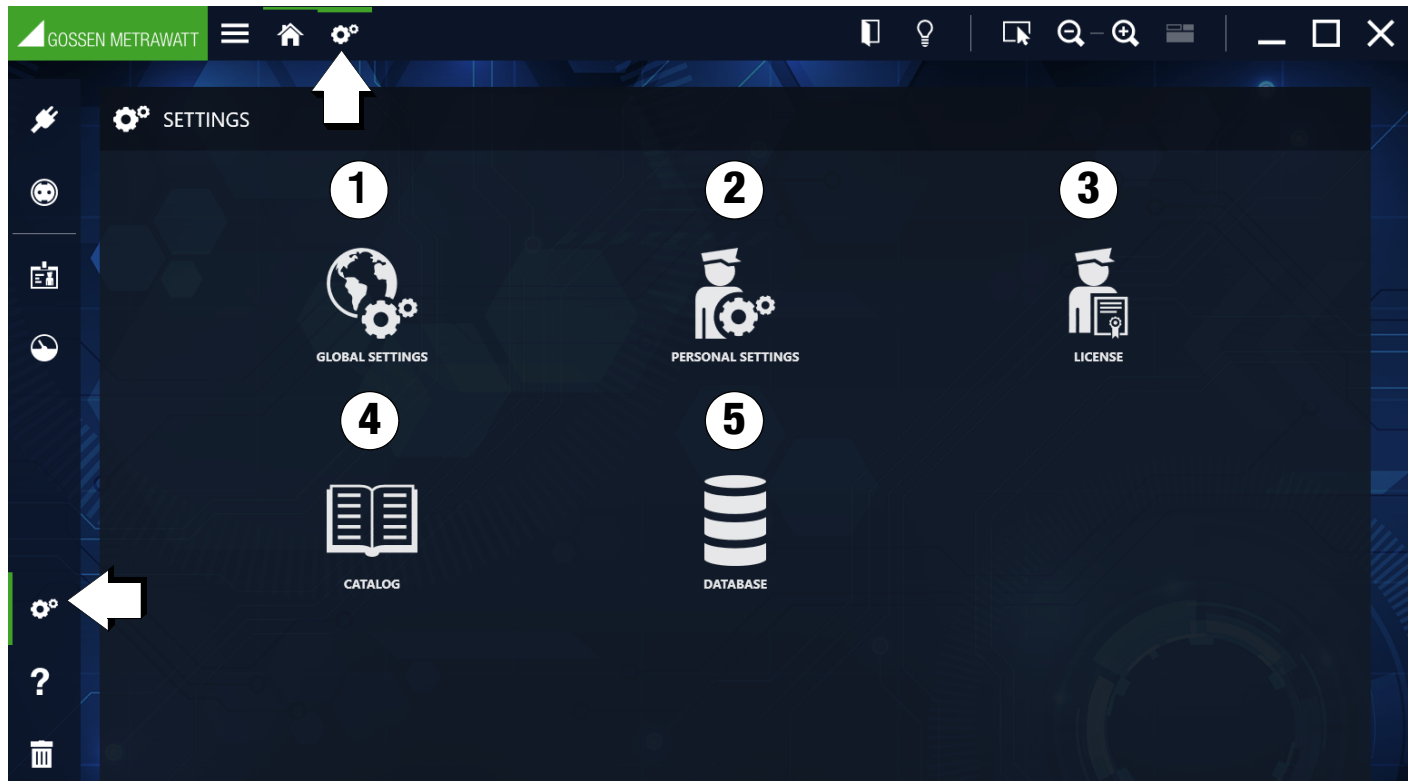 GOSSEN METRAWATT
SETTINGS
1 2 3
GLOBAL SETTINGS PERSONAL SETTINGS LICENSE
4 5
CATALOG DATABASE
?